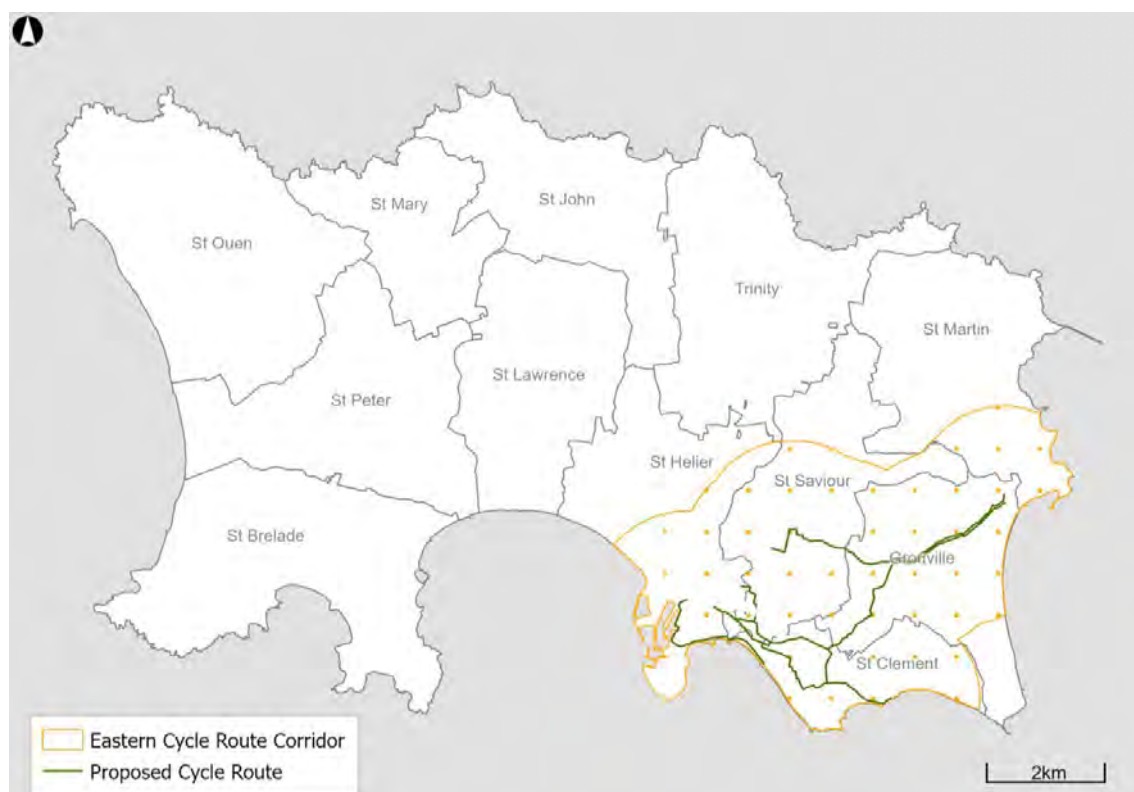 St Mary
St John
St Ouen
Trinity
St Martin
St Lawrence
St Peter
St Helier
St Saviour
St Brelade
Grouville
St Clement
Eastern Cycle Route Corridor
Proposed Cycle Route
2km